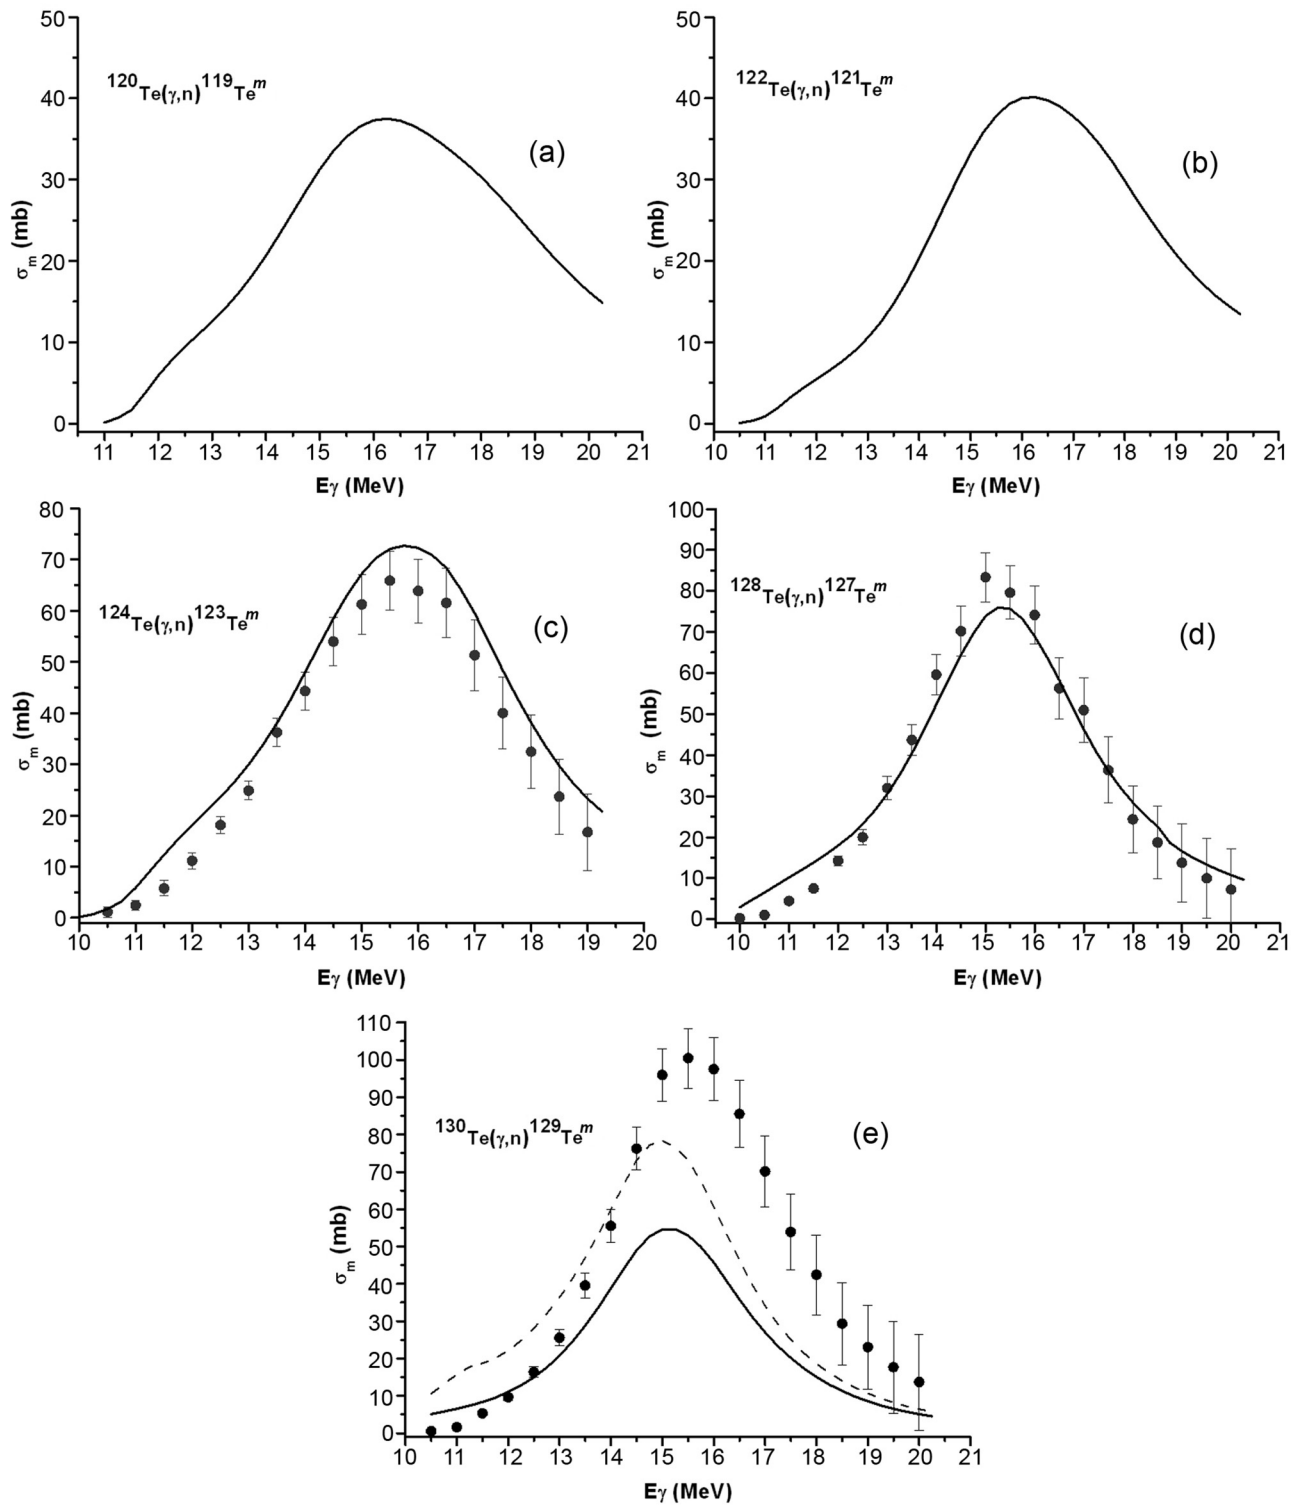 50
40
30
20
10
0
σm (mb)
120Te(γ,n)119Tem
(a)
11 12 13 14 15 16 17 18 19 20 21
Eγ (MeV)
50
40
30
20
10
0
σm (mb)
122Te(γ,n)121Tem
(b)
10 11 12 13 14 15 16 17 18 19 20 21
Eγ (MeV)
80
70
60
50
40
30
20
10
0
σm (mb)
124Te(γ,n)123Tem
(c)
10 11 12 13 14 15 16 17 18 19 20
Eγ (MeV)
100
90
80
70
60
50
40
30
20
10
0
σm (mb)
128Te(γ,n)127Tem
(d)
10 11 12 13 14 15 16 17 18 19 20 21
Eγ (MeV)
110
100
90
80
70
60
50
40
30
20
10
0
σm (mb)
130Te(γ,n)129Tem
(e)
10 11 12 13 14 15 16 17 18 19 20 21
Eγ (MeV)